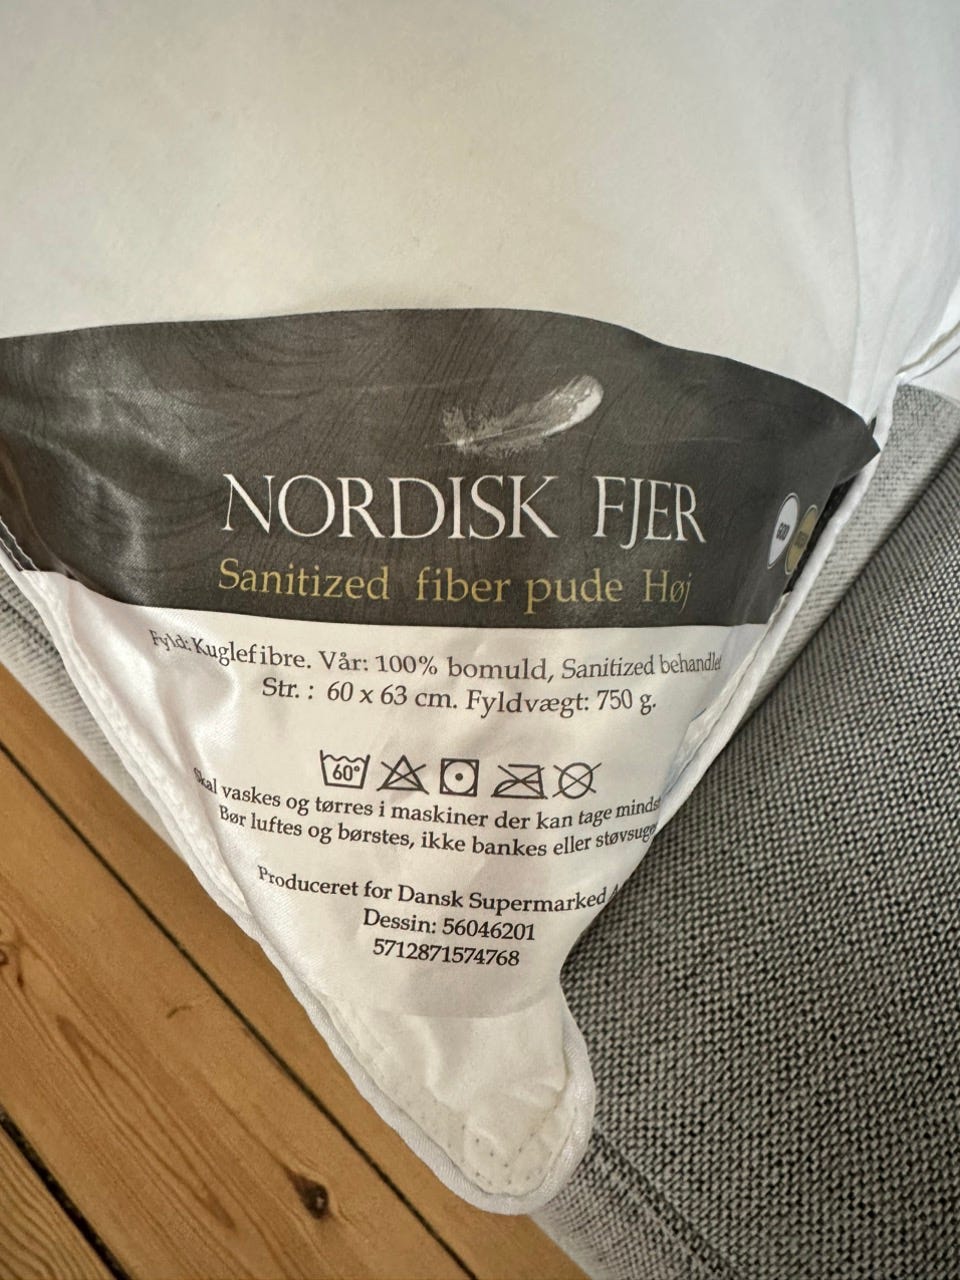 NORDISK FJER
Sanitized fiber pude Høj
GOD
Fyld: Kuglefibre. Vår: 100% bomuld, Sanitized behandlet
Str. : 60 x 63 cm. Fyldvægt: 750 g.
60°
Skal vaskes og tørres i maskiner der kan tage mindst
Bør luftes og børstes, ikke bankes eller
Produceret for Dansk Supermarked
Dessin: 56046201
5712871574768